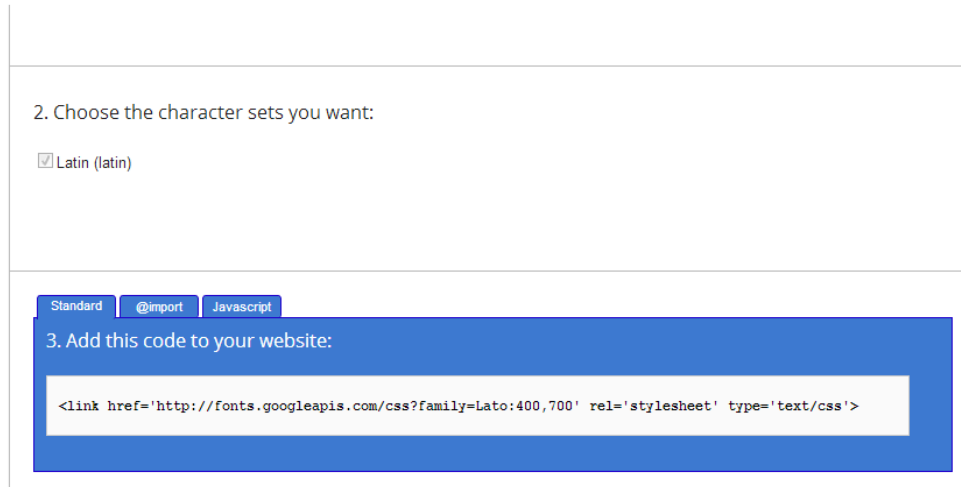 2. Choose the character sets you want:
Latin (latin)
Standard @import Javascript
3. Add this code to your website:
<link href='http://fonts.googleapis.com/css?family=Lato:400,700' rel='stylesheet' type='text/css'>